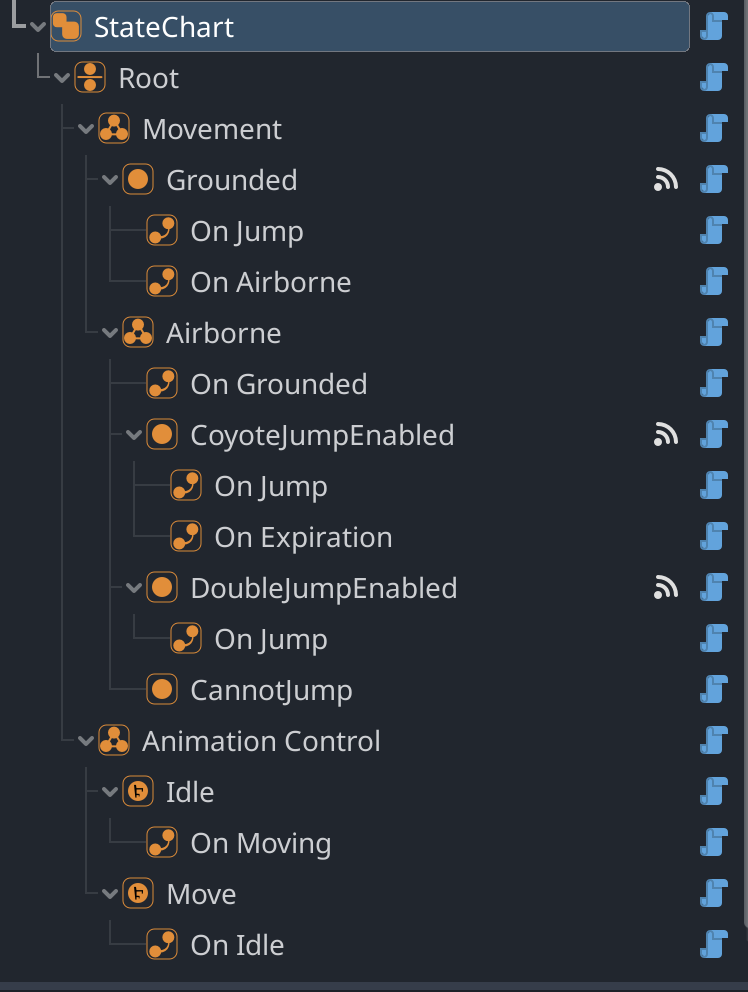 StateChart
Root
Movement
Grounded
On Jump
On Airborne
Airborne
On Grounded
CoyoteJumpEnabled
On Jump
On Expiration
DoubleJumpEnabled
On Jump
CannotJump
Animation Control
Idle
On Moving
Move
On Idle